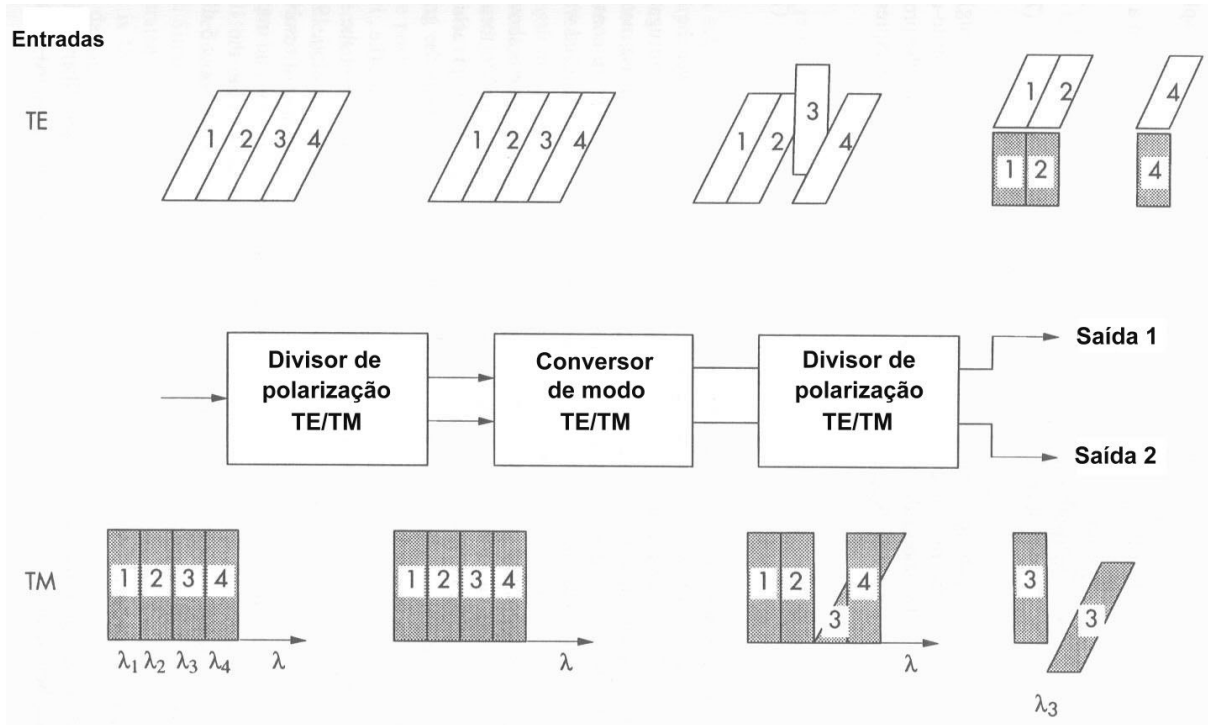 Entradas
TE
1 2 3 4
1 2 3 4
1 2 3 4
1 2 4
1 2 4
Divisor de
polarização
TE/TM
Conversor
de modo
TE/TM
Divisor de
polarização
TE/TM
Saída 1
Saída 2
TM
1 2 3 4
λ1 λ2 λ3 λ4 λ
1 2 3 4
λ
1 2 3 4
λ
3
3
λ3